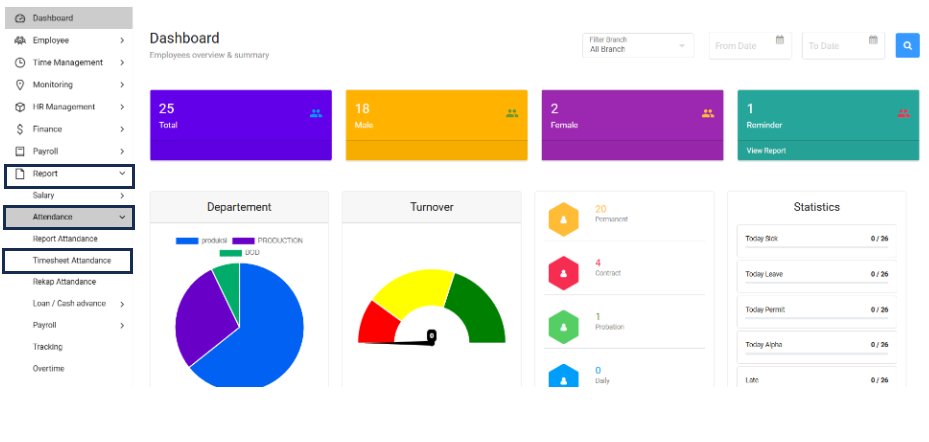 Dashboard
Employee
Time Management
Monitoring
HR Management
Finance
Payroll
Report
Salary
Attendance
Report Attandance
Timesheet Attandance
Rekap Attandance
Loan / Cash advance
Payroll
Tracking
Overtime
Dashboard
Employees overview & summary
Filter Branch
All Branch
From Date
To Date
25
Total
18
Male
2
Female
1
Reminder
View Report
Departement
produksi PRODUCTION
DOD
Turnover
0
20
Permanent
4
Contract
1
Probation
0
Daily
Statistics
Today Sick 0 / 26
Today Leave 0 / 26
Today Permit 0 / 26
Today Alpha 0 / 26
Late 0 / 26